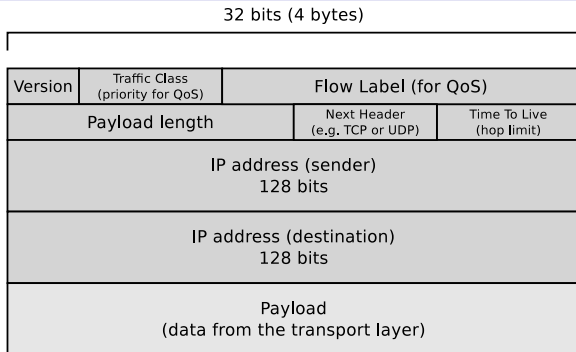 32 bits (4 bytes)
Version
Traffic Class
(priority for QoS)
Flow Label (for QoS)
Payload length
Next Header
(e.g. TCP or UDP)
Time To Live
(hop limit)
IP address (sender)
128 bits
IP address (destination)
128 bits
Payload
(data from the transport layer)